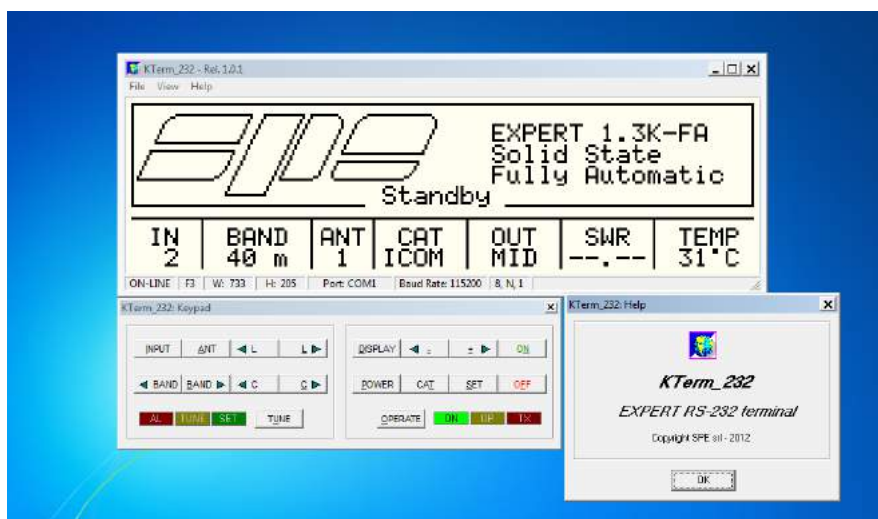 KTerm_232 - Rel. 1.0.1
File View Help
spe
EXPERT 1.3K-FA
Solid State
Fully Automatic
Standby
IN BAND ANT CAT OUT SWR TEMP
2 40 m 1 ICOM MID --.-- 31°C
ON-LINE F3 W: 733 H: 205 Port: COM1 Baud Rate: 115200 8, N, 1
KTerm_232: Keypad
INPUT ANT ◄ L L ► DISPLAY ◄ - + ► ON
◄ BAND BAND ► ◄ C C ► POWER CAT SET OFF
AL TUNE SET TUNE OPERATE ON OP TX
KTerm_232: Help
KTerm_232
EXPERT RS-232 terminal
Copyright SPE srl - 2012
OK